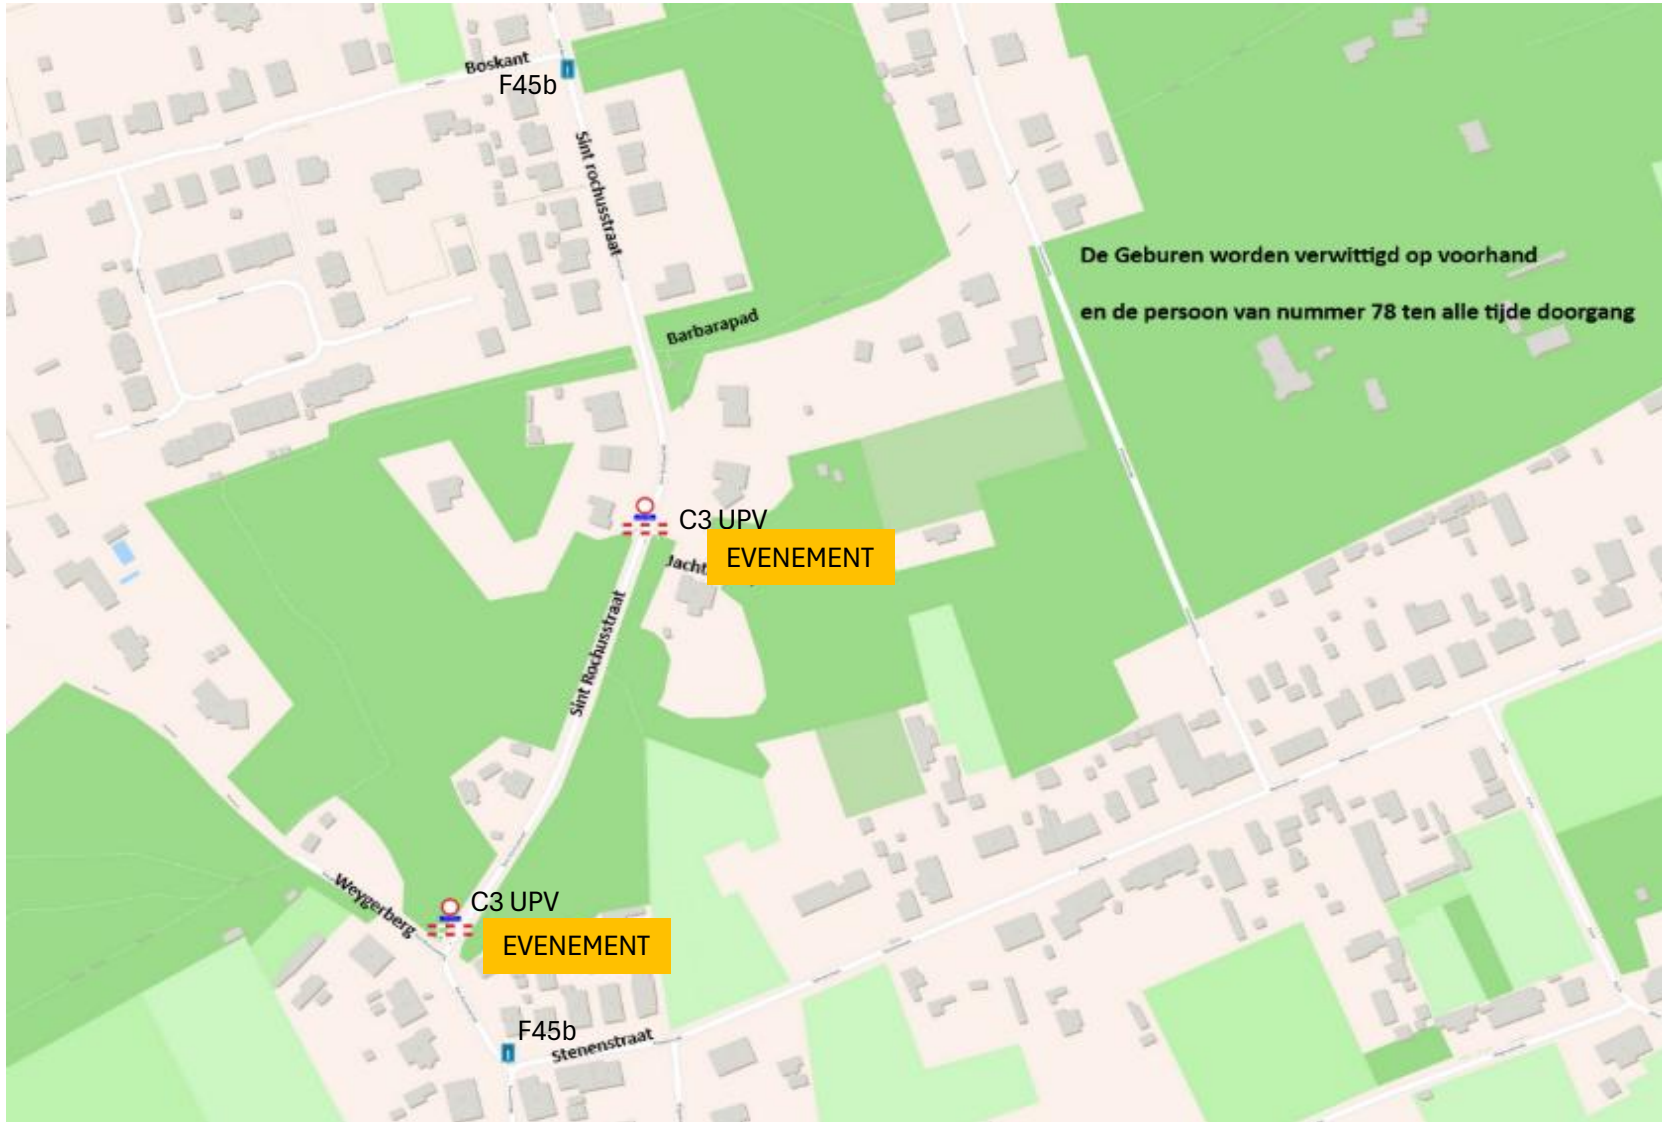 Boskant
F45b
Sint rochusstraat
De Geburen worden verwittigd op voorhand
en de persoon van nummer 78 ten alle tijde doorgang
Barbarapad
C3 UPV
EVENEMENT
Jacht
Sint Rochusstraat
Weygerberg
C3 UPV
EVENEMENT
F45b
Stenenstraat